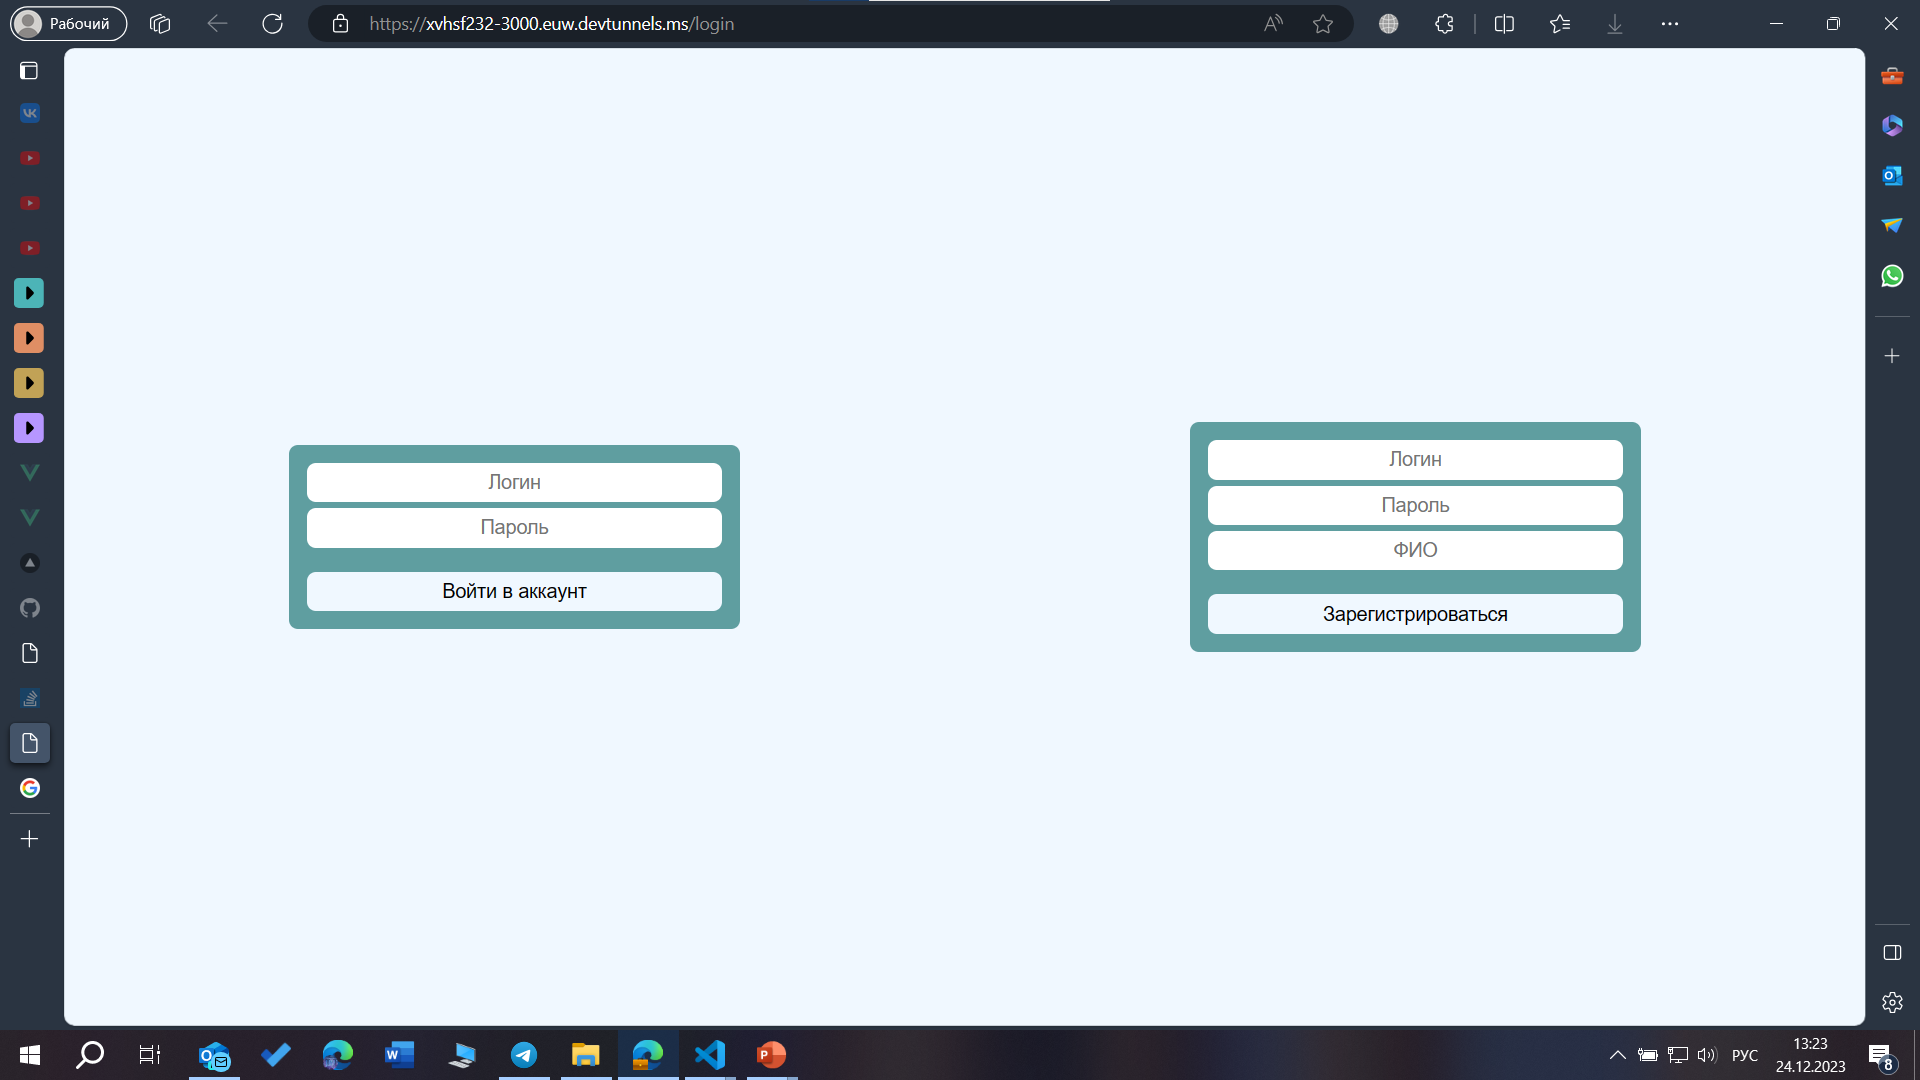 Рабочий
https://xvhsf232-3000.euw.devtunnels.ms/login
Логин
Пароль
Войти в аккаунт
Логин
Пароль
ФИО
Зарегистрироваться
РУС
13:23
24.12.2023
8